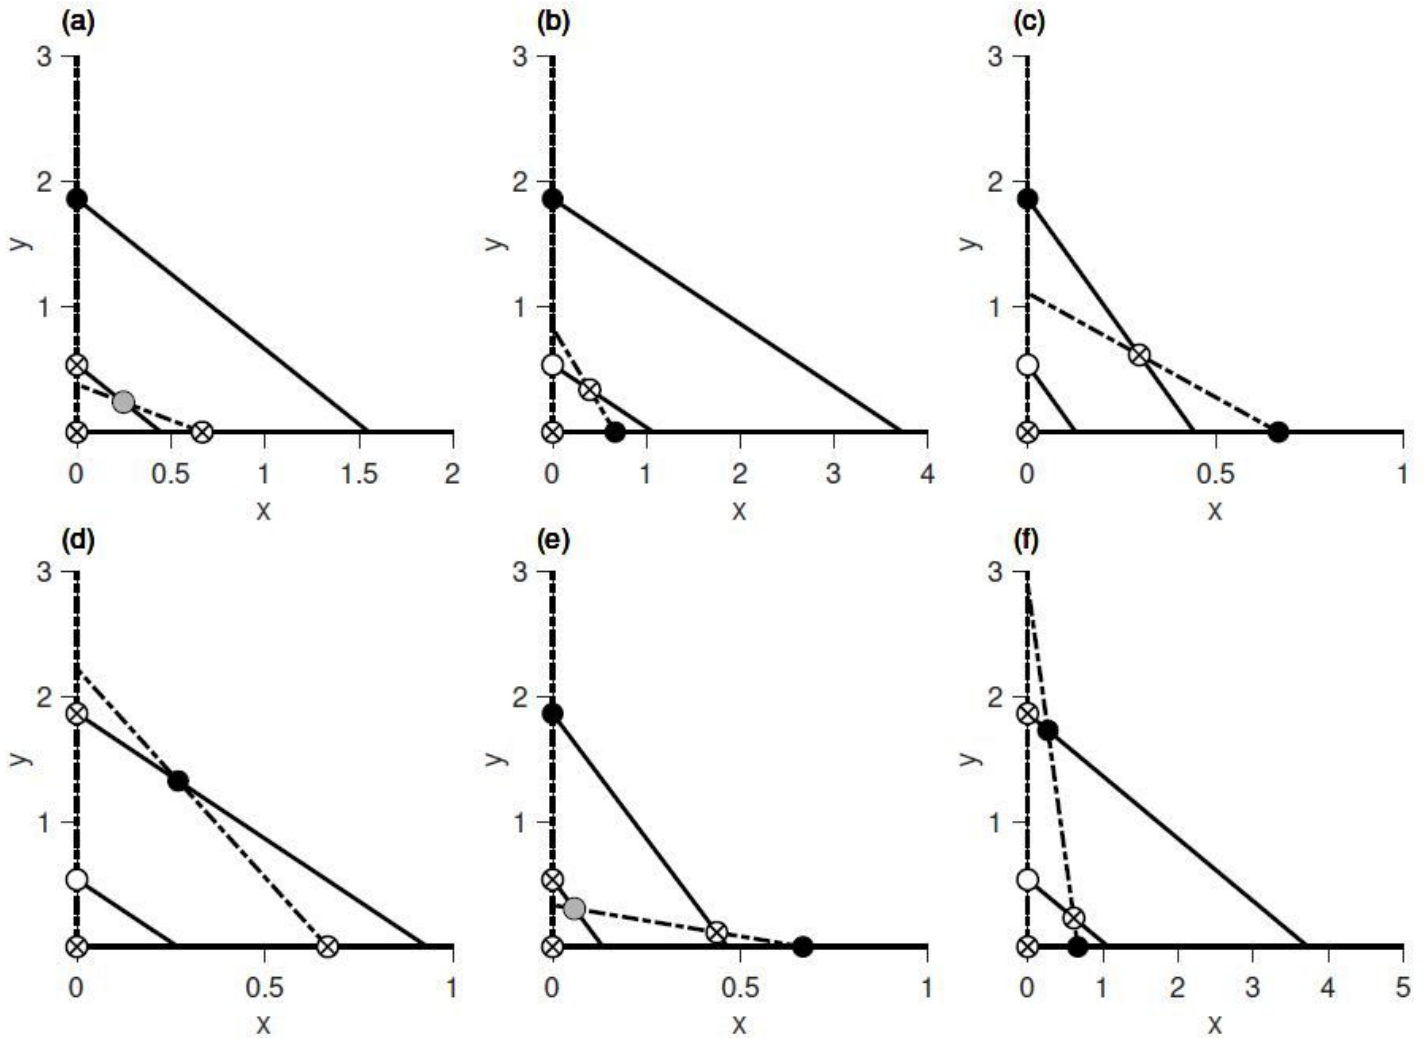 (a) (b) (c)
3 3 3
2 2 2
y y y
1 1 1
0 0.5 1 1.5 2 0 1 2 3 4 0 0.5 1
x x x
(d) (e) (f)
3 3 3
2 2 2
y y y
1 1 1
0 0.5 1 0 0.5 1 0 1 2 3 4 5
x x x